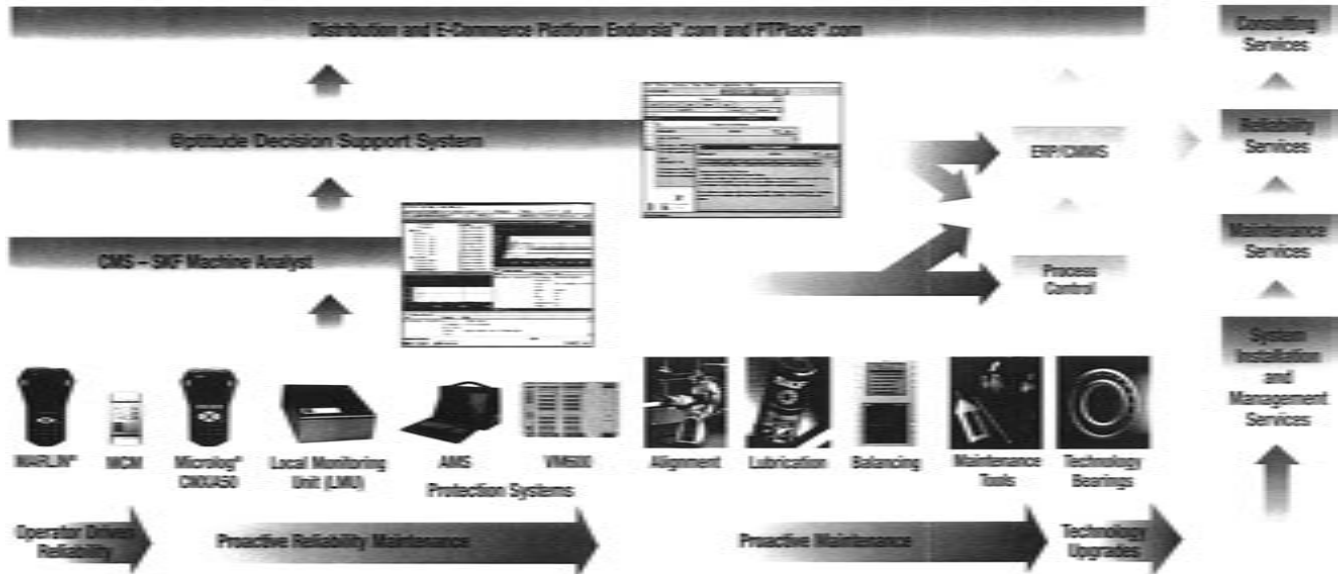 Distribution and E-Commerce Platform Endorsia™.com and PTPlace™.com
Consulting
Services
@ptitude Decision Support System
ERP/CMMS
Reliability
Services
CMS – SKF Machine Analyst
Process
Control
Maintenance
Services
System
Installation
and
Management
Services
MARLIN®
MCM
Microlog®
CMXA50
Local Monitoring
Unit (LMU)
AMS
VM600
Protection Systems
Alignment
Lubrication
Balancing
Maintenance
Tools
Technology
Bearings
Operator Driven
Reliability
Proactive Reliability Maintenance
Proactive Maintenance
Technology
Upgrades